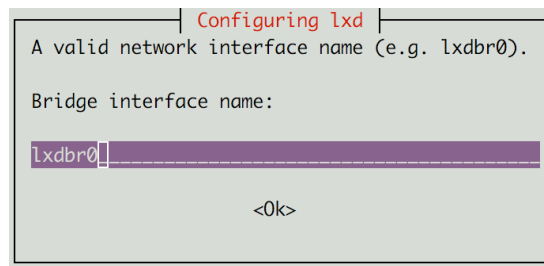 Configuring lxd
A valid network interface name (e.g. lxdbr0).
Bridge interface name:
lxdbr0
<Ok>